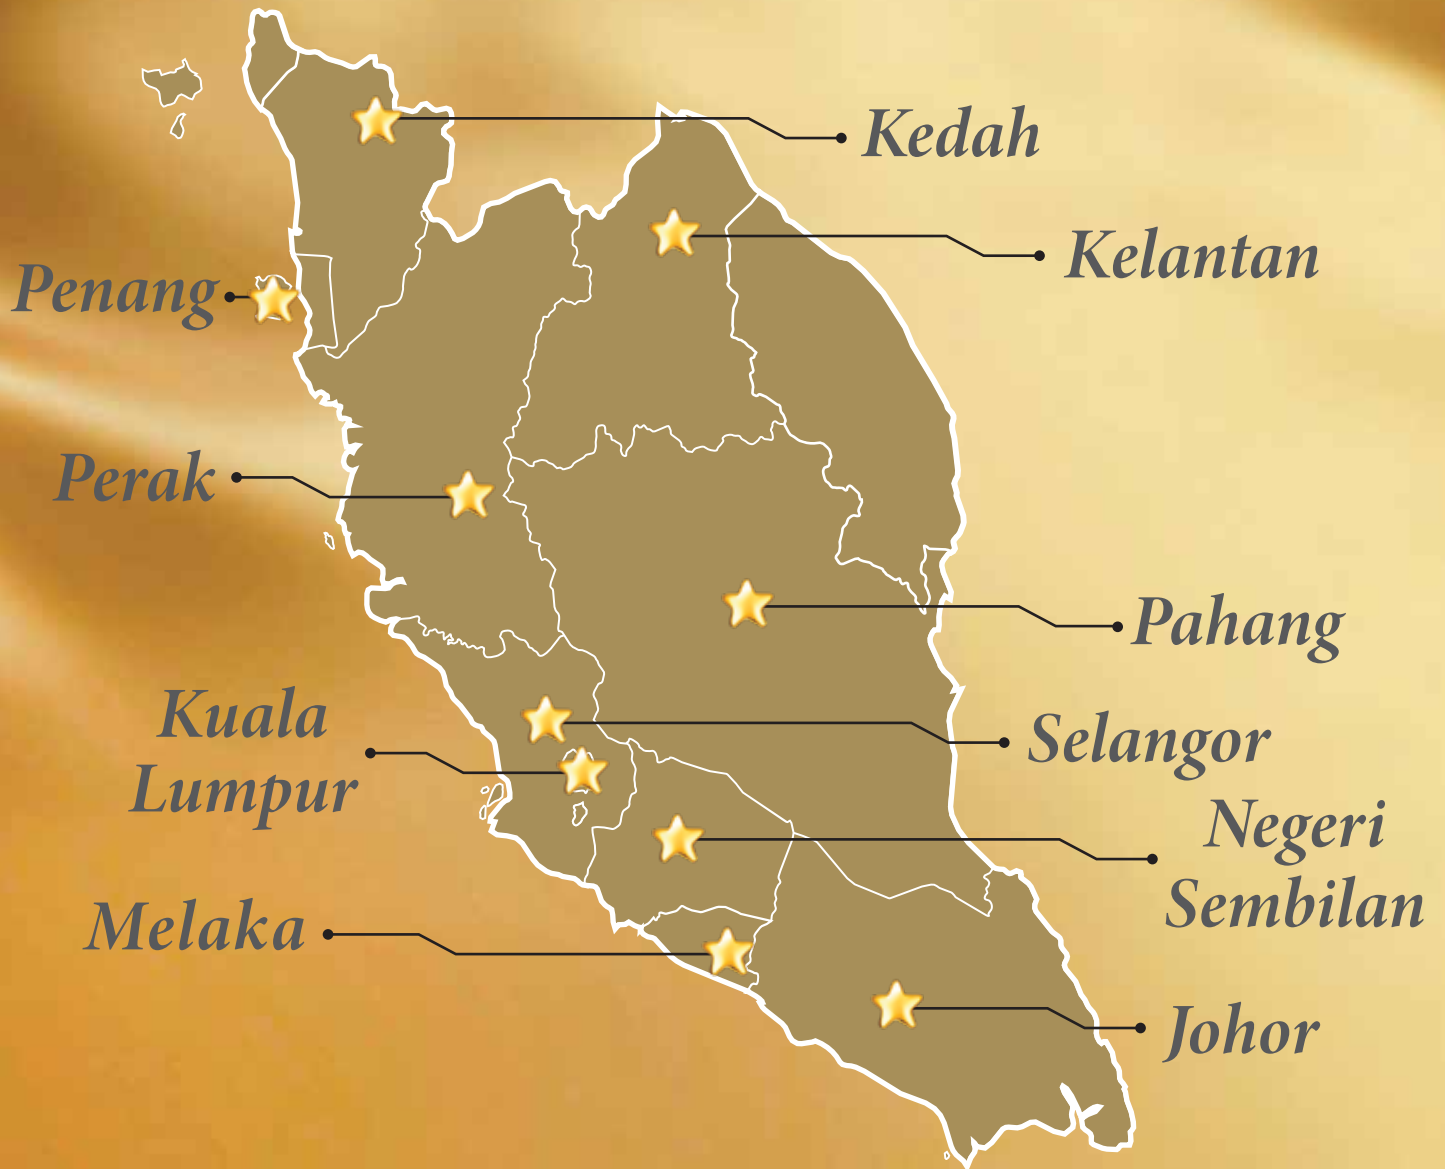 Kedah
Kelantan
Penang
Perak
Pahang
Kuala
Lumpur
Selangor
Negeri
Sembilan
Melaka
Johor